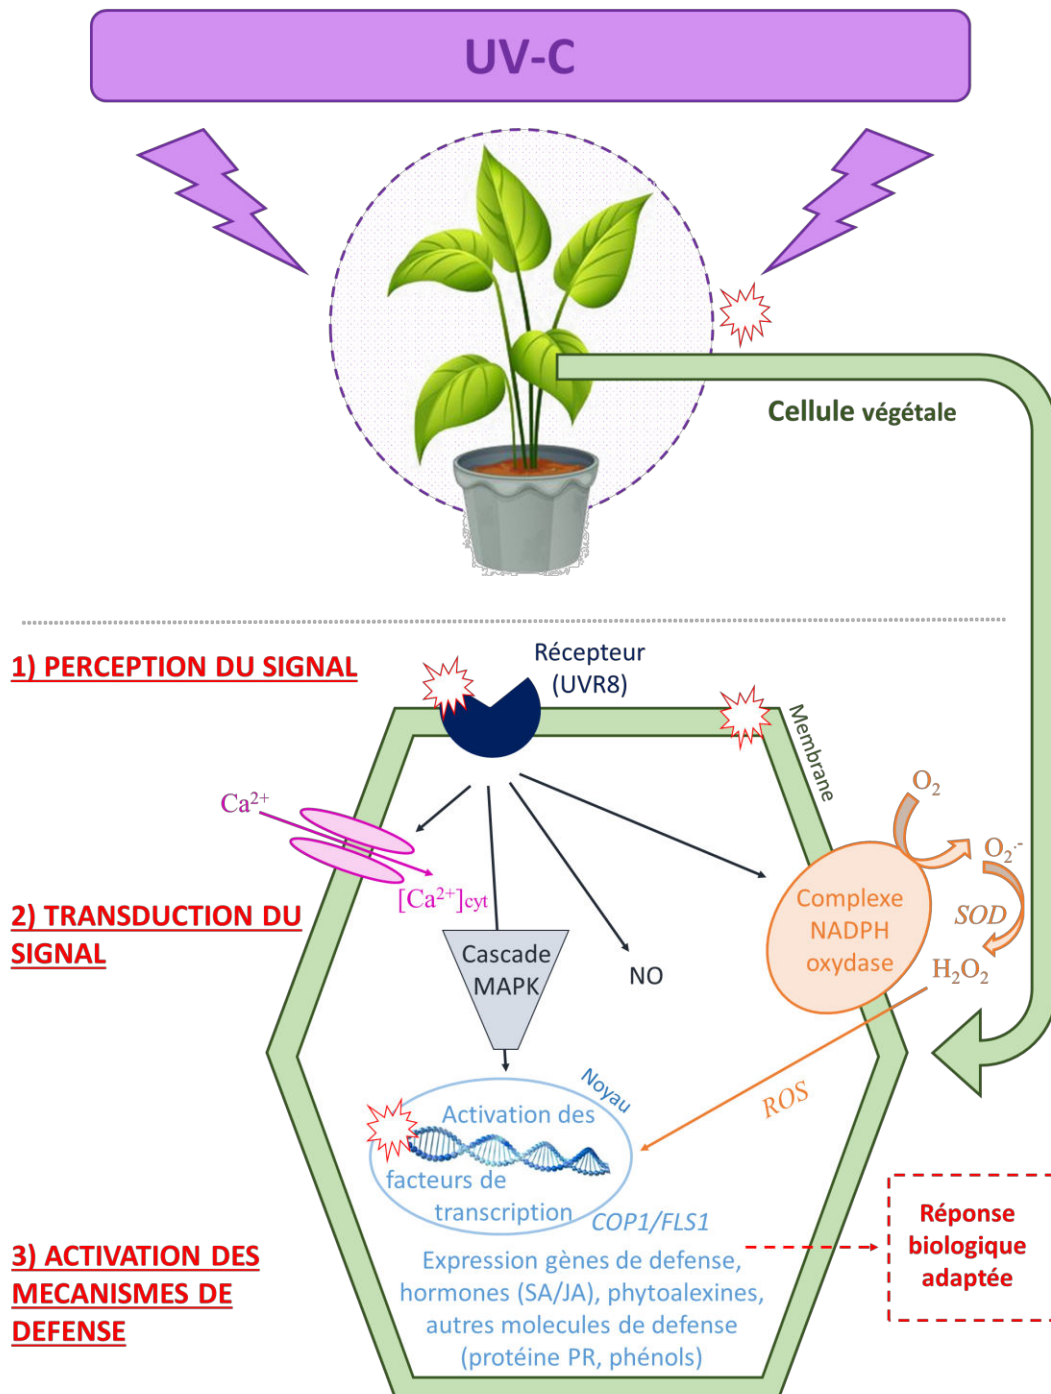 UV-C
Cellule végétale
1) PERCEPTION DU SIGNAL
Récepteur
(UVR8)
Membrane
Ca²⁺
[Ca²⁺]cyt
O₂
O₂·⁻
SOD
H₂O₂
Complexe
NADPH
oxydase
2) TRANSDUCTION DU
SIGNAL
Cascade
MAPK
NO
ROS
Noyau
Activation des
facteurs de
transcription
COP1/FLS1
3) ACTIVATION DES
MECANISMES DE
DEFENSE
Expression gènes de defense,
hormones (SA/JA), phytoalexines,
autres molecules de defense
(protéine PR, phénols)
Réponse
biologique
adaptée